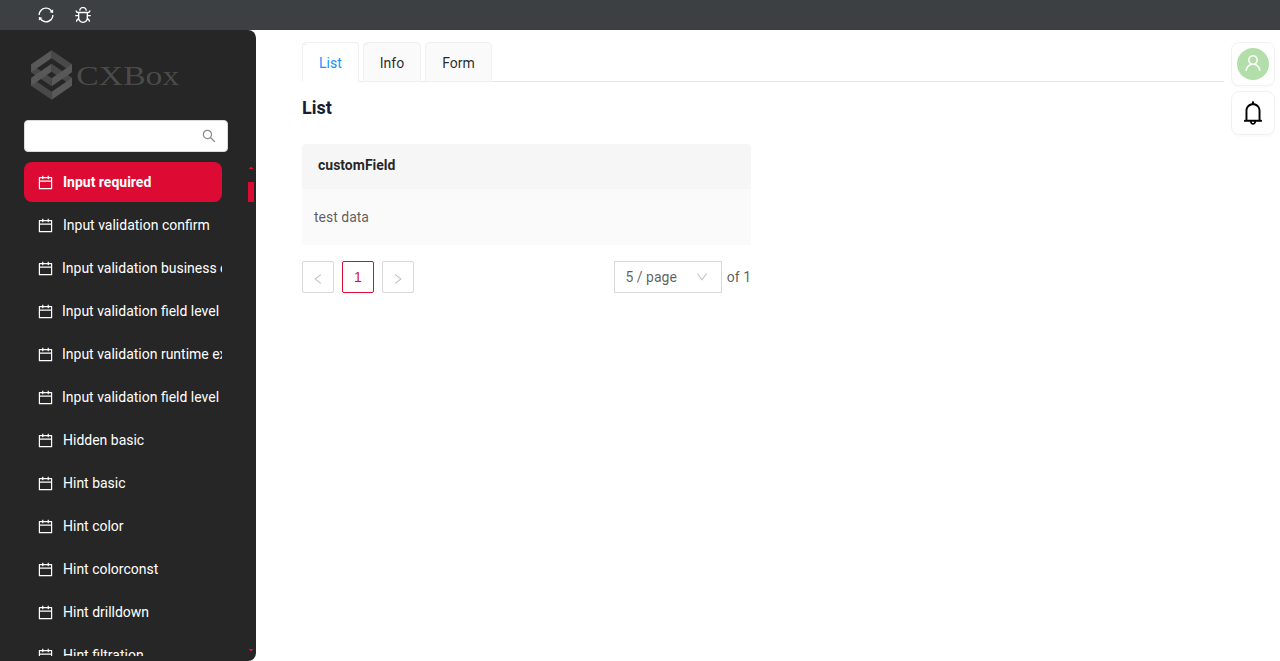 CXBox
Input required
Input validation confirm
Input validation business
Input validation field level
Input validation runtime
Input validation field level
Hidden basic
Hint basic
Hint color
Hint colorconst
Hint drilldown
Hint filtration
List
Info
Form
List
customField
test data
1
5 / page
of 1